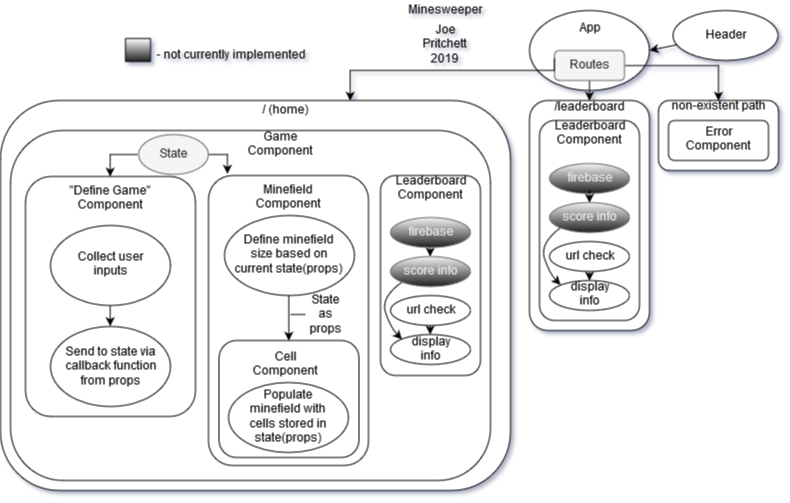 Minesweeper
Joe
Pritchett
2019
- not currently implemented
App
Routes
Header
/ (home)
Game
Component
State
"Define Game"
Component
Collect user
inputs
Send to state via
callback function
from props
Minefield
Component
Define minefield
size based on
current state(props)
State
as
props
Cell
Component
Populate
minefield with
cells stored in
state(props)
Leaderboard
Component
firebase
score info
url check
display
info
/leaderboard
Leaderboard
Component
firebase
score info
url check
display
info
non-existent path
Error
Component